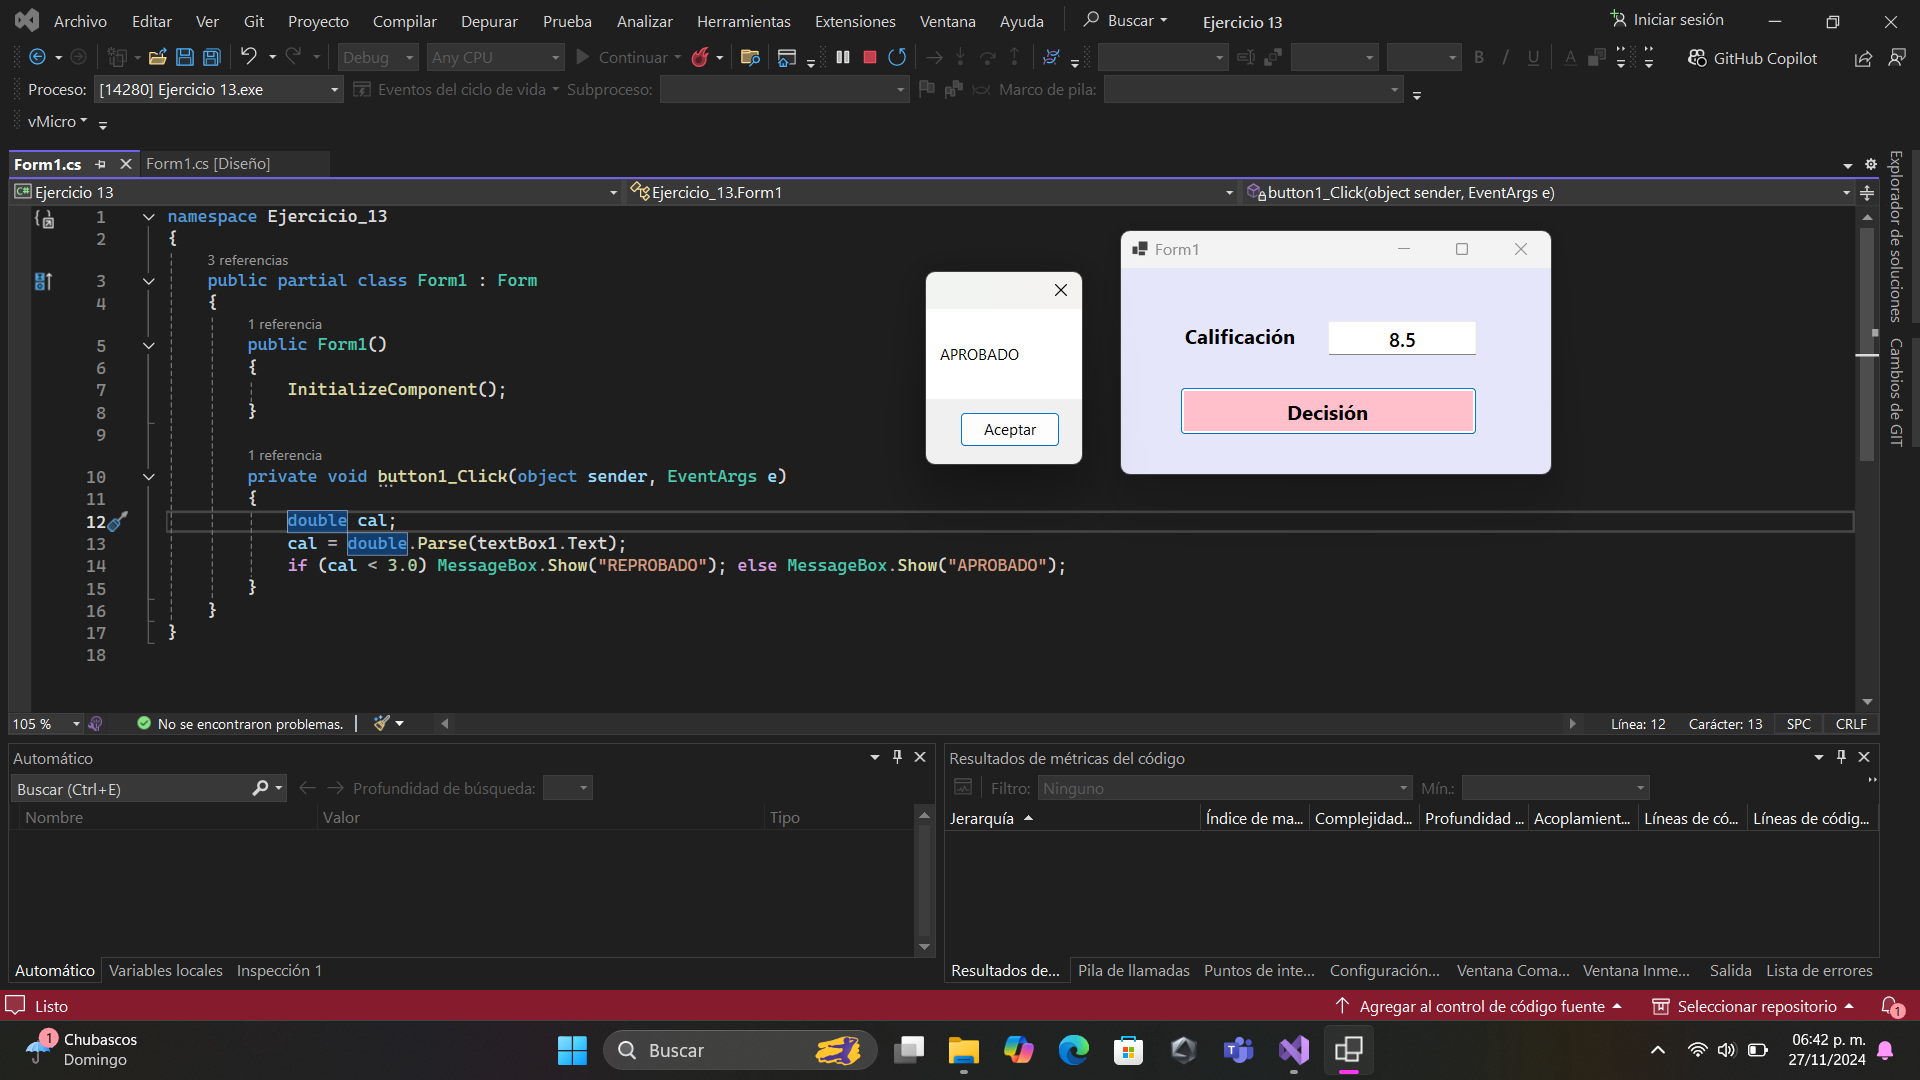 Archivo Editar Ver Git Proyecto Compilar Depurar Prueba Analizar Herramientas Extensiones Ventana Ayuda Buscar Ejercicio 13 Iniciar sesión
Debug Any CPU Continuar B I U A GitHub Copilot
Proceso: [14280] Ejercicio 13.exe Eventos del ciclo de vida Subproceso: Marco de pila:
vMicro
Form1.cs Form1.cs [Diseño]
C# Ejercicio 13 Ejercicio_13.Form1 button1_Click(object sender, EventArgs e)
Explorador de soluciones
Cambios de GIT
1 namespace Ejercicio_13
2 {
3 referencias
3 public partial class Form1 : Form
4 {
1 referencia
5 public Form1()
6 {
7 InitializeComponent();
8 }
9
1 referencia
10 private void button1_Click(object sender, EventArgs e)
11 {
12 double cal;
13 cal = double.Parse(textBox1.Text);
14 if (cal < 3.0) MessageBox.Show("REPROBADO"); else MessageBox.Show("APROBADO");
15 }
16 }
17 }
18
APROBADO
Aceptar
Form1
Calificación 8.5
Decisión
105 % No se encontraron problemas. Línea: 12 Carácter: 13 SPC CRLF
Automático
Buscar (Ctrl+E) Profundidad de búsqueda:
Nombre Valor Tipo
Automático Variables locales Inspección 1
Resultados de métricas del código
Filtro: Ninguno Mín.:
Jerarquía Índice de ma... Complejidad... Profundidad ... Acoplamient... Líneas de có... Líneas de códig...
Resultados de... Pila de llamadas Puntos de inte... Configuración... Ventana Coma... Ventana Inme... Salida Lista de errores
Listo Agregar al control de código fuente Seleccionar repositorio 1
1 Chubascos
Domingo
Buscar
06:42 p. m.
27/11/2024